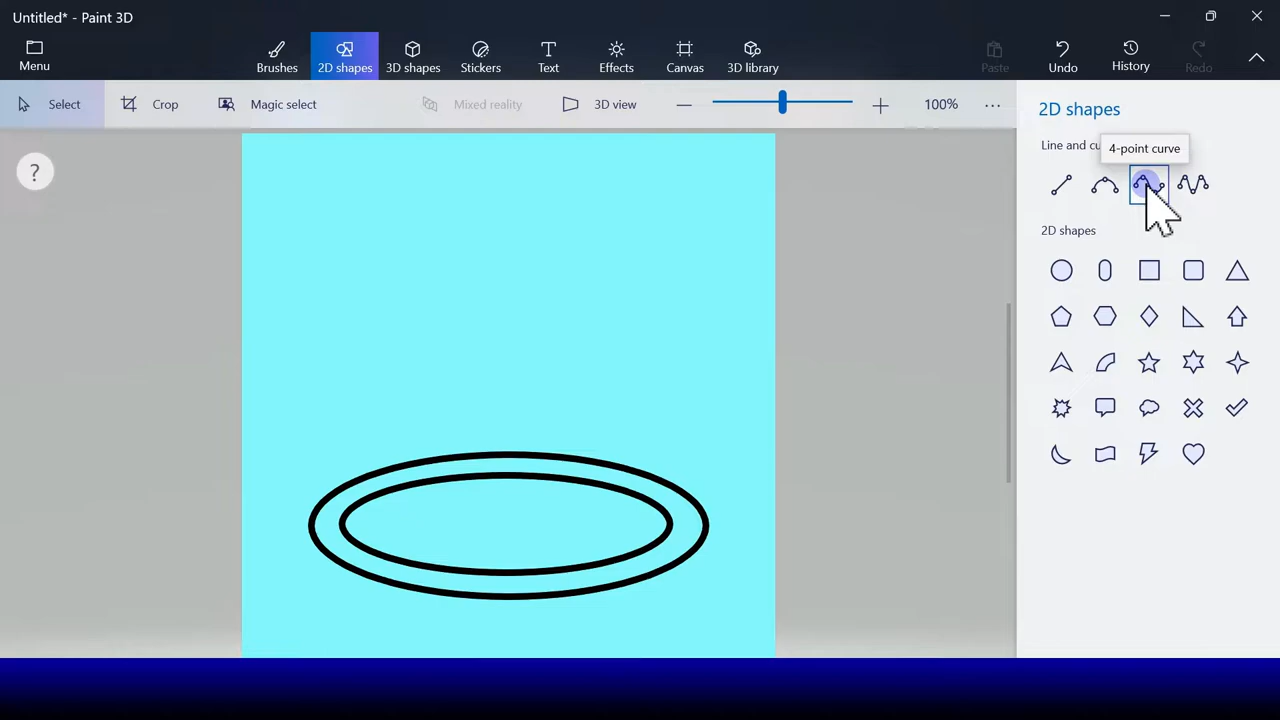 Untitled* - Paint 3D
Menu
Brushes
2D shapes
3D shapes
Stickers
Text
Effects
Canvas
3D library
Paste
Undo
History
Redo
Select
Crop
Magic select
Mixed reality
3D view
100%
?
2D shapes
Line and cu
4-point curve
2D shapes